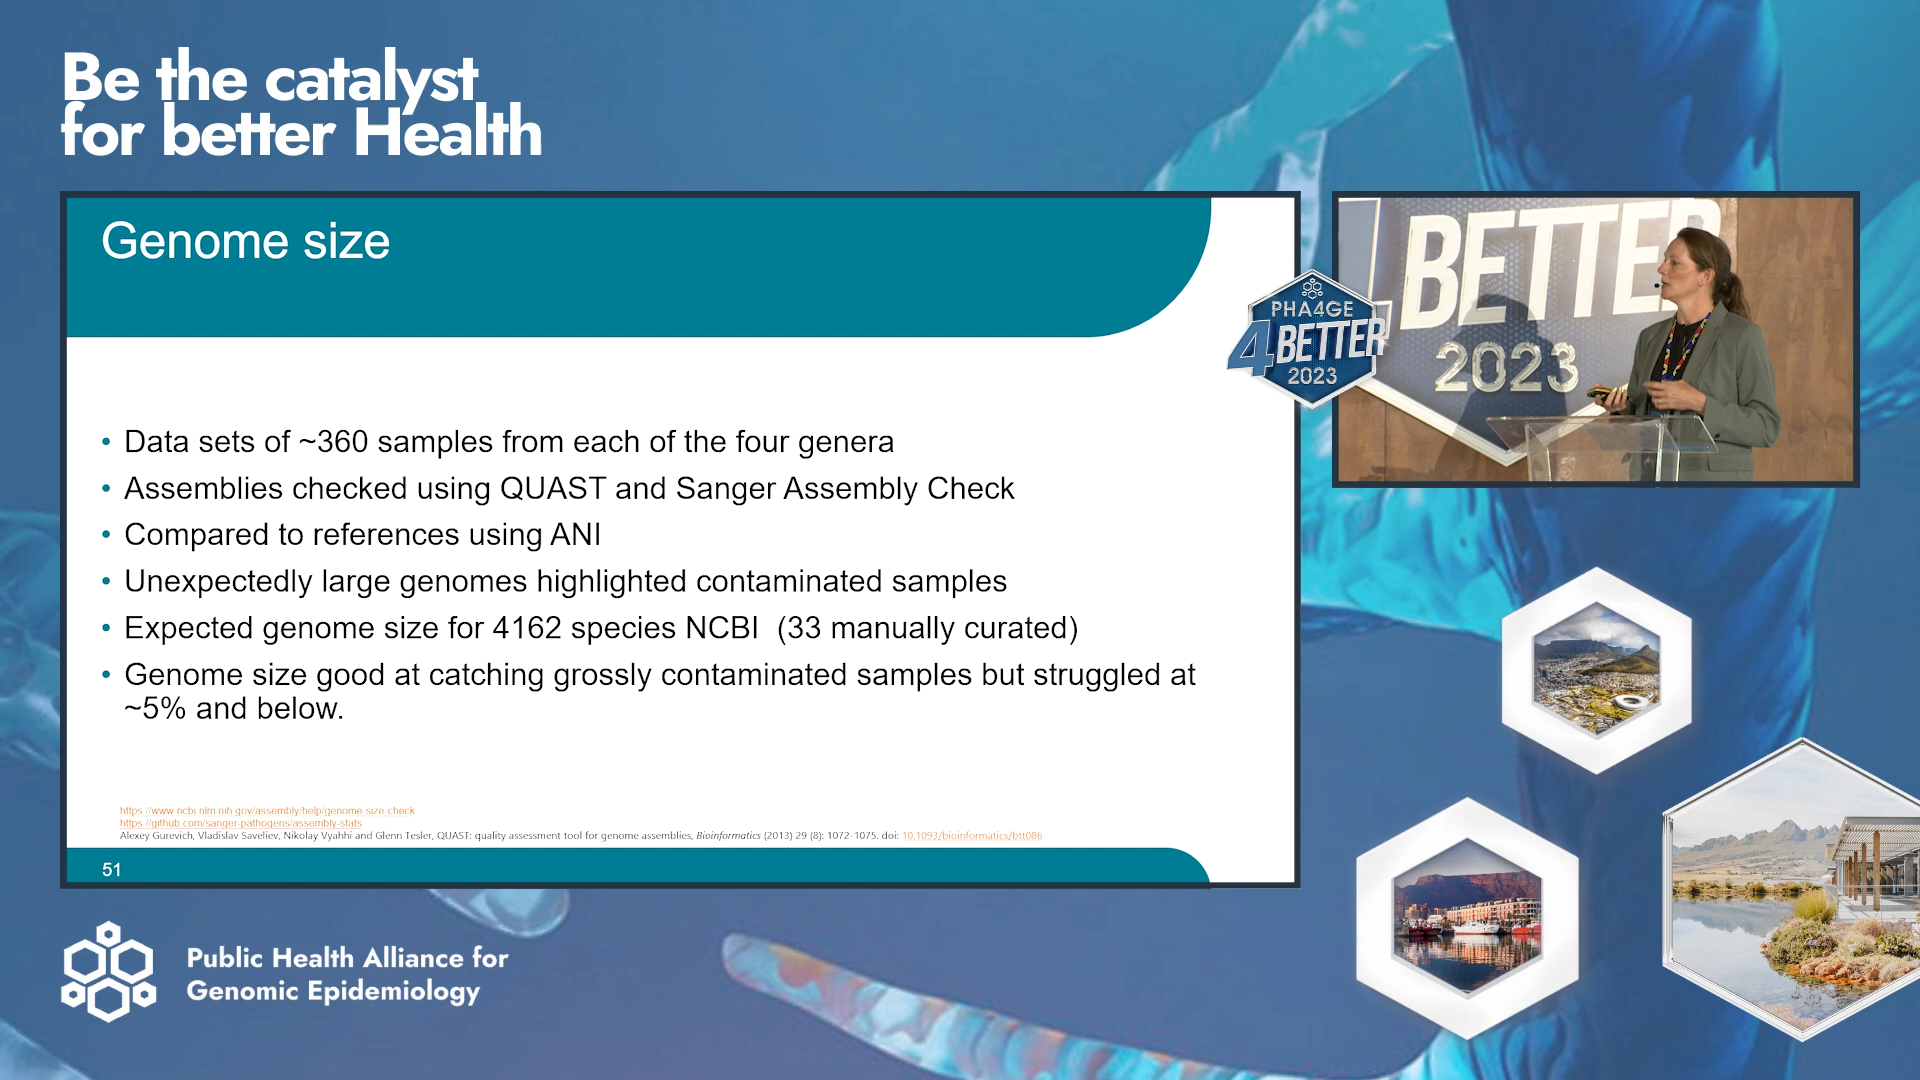 Be the catalyst
for better Health
Genome size
• Data sets of ~360 samples from each of the four genera
• Assemblies checked using QUAST and Sanger Assembly Check
• Compared to references using ANI
• Unexpectedly large genomes highlighted contaminated samples
• Expected genome size for 4162 species NCBI (33 manually curated)
• Genome size good at catching grossly contaminated samples but struggled at
~5% and below.
https://www.ncbi.nlm.nih.gov/assembly/help/genome-size-check
https://github.com/sanger-pathogens/assembly-stats
Alexey Gurevich, Vladislav Saveliev, Nikolay Vyahhi and Glenn Tesler, QUAST: quality assessment tool for genome assemblies, Bioinformatics (2013) 29 (8): 1072-1075. doi: 10.1093/bioinformatics/btt086
51
PHA4GE
4 BETTER
2023
BETTER
2023
Public Health Alliance for
Genomic Epidemiology